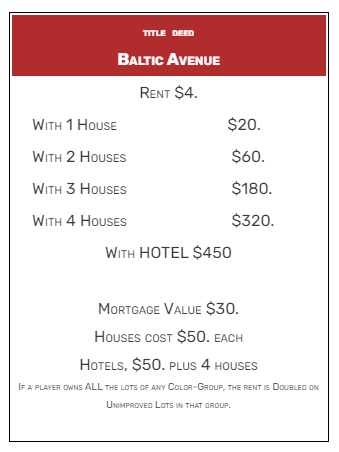 TITLE DEED
BALTIC AVENUE
RENT $4.
WITH 1 HOUSE $20.
WITH 2 HOUSES $60.
WITH 3 HOUSES $180.
WITH 4 HOUSES $320.
WITH HOTEL $450
MORTGAGE VALUE $30.
HOUSES COST $50. EACH
HOTELS, $50. PLUS 4 HOUSES
IF A PLAYER OWNS ALL THE LOTS OF ANY COLOR-GROUP, THE RENT IS DOUBLED ON
UNIMPROVED LOTS IN THAT GROUP.